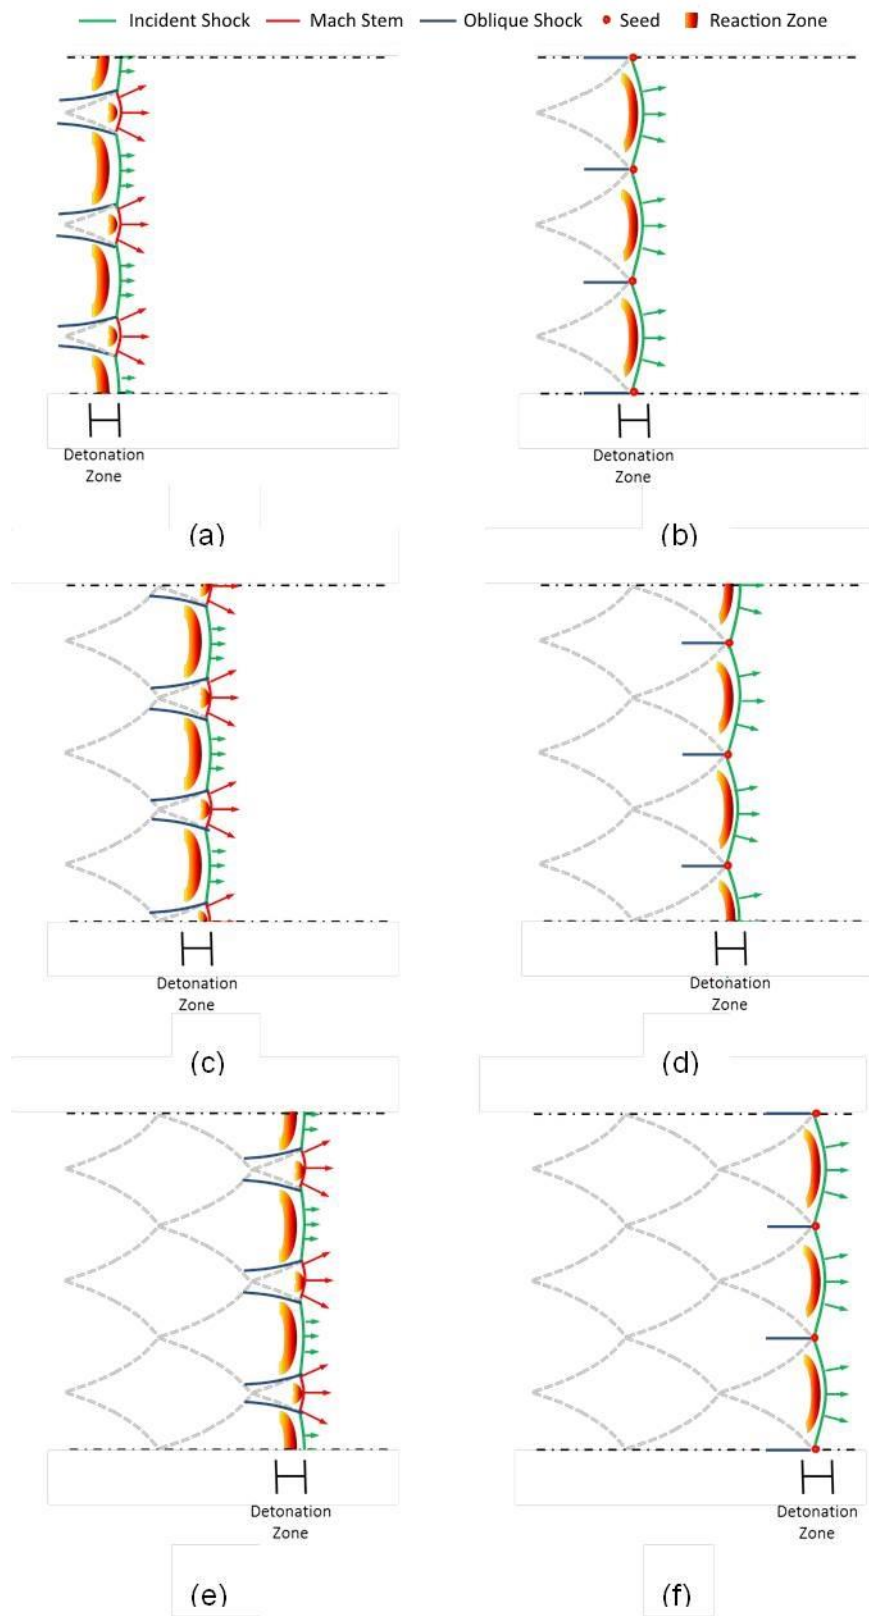 Incident Shock Mach Stem Oblique Shock Seed Reaction Zone
Detonation
Zone
Detonation
Zone
(a)
(b)
Detonation
Zone
Detonation
Zone
(c)
(d)
Detonation
Zone
Detonation
Zone
(e)
(f)